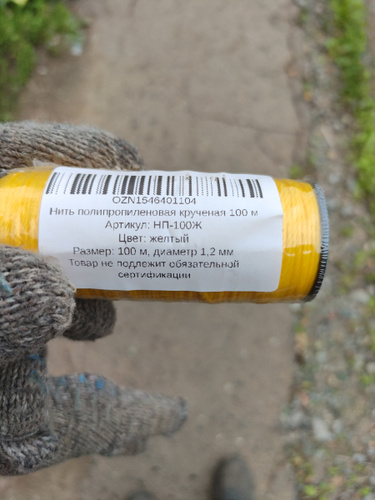 OZN1546401104
Нить полипропиленовая крученая 100 м
Артикул: НП-100Ж
Цвет: желтый
Размер: 100 м, диаметр 1,2 мм
Товар не подлежит обязательной
сертификации